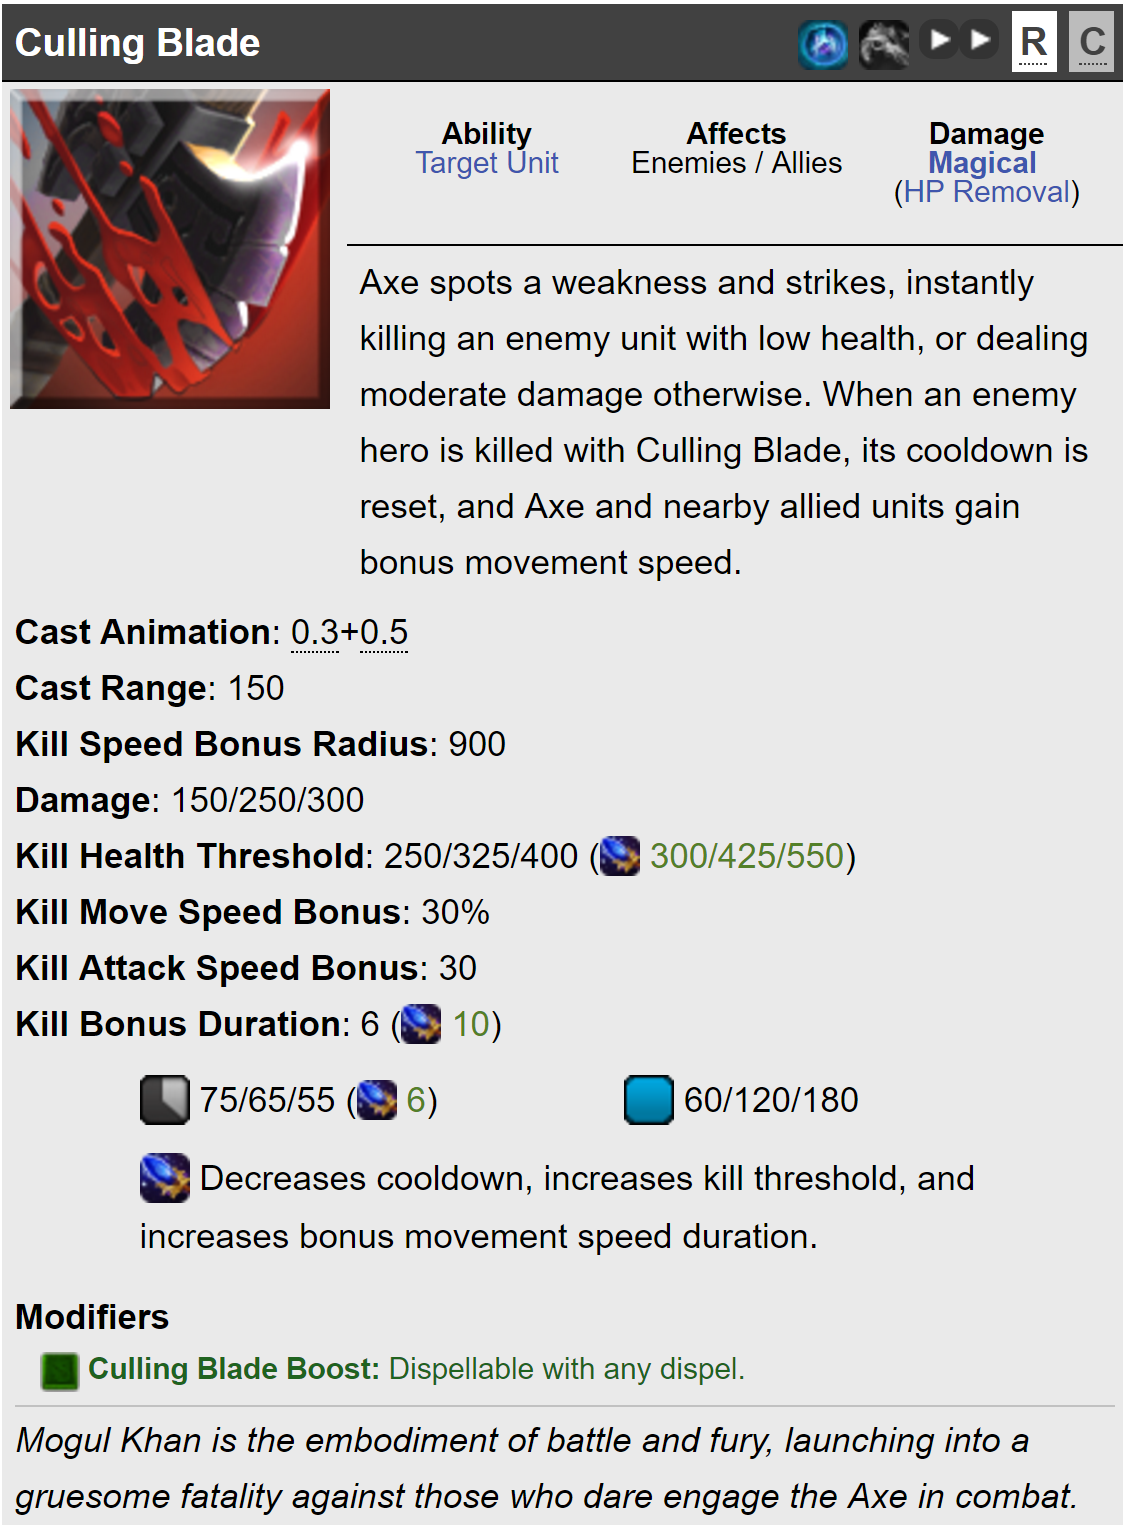 Culling Blade
R C
Ability Affects Damage
Target Unit Enemies / Allies Magical
(HP Removal)
Axe spots a weakness and strikes, instantly
killing an enemy unit with low health, or dealing
moderate damage otherwise. When an enemy
hero is killed with Culling Blade, its cooldown is
reset, and Axe and nearby allied units gain
bonus movement speed.
Cast Animation: 0.3+0.5
Cast Range: 150
Kill Speed Bonus Radius: 900
Damage: 150/250/300
Kill Health Threshold: 250/325/400 ( 300/425/550)
Kill Move Speed Bonus: 30%
Kill Attack Speed Bonus: 30
Kill Bonus Duration: 6 ( 10)
75/65/55 ( 6) 60/120/180
Decreases cooldown, increases kill threshold, and
increases bonus movement speed duration.
Modifiers
Culling Blade Boost: Dispellable with any dispel.
Mogul Khan is the embodiment of battle and fury, launching into a
gruesome fatality against those who dare engage the Axe in combat.